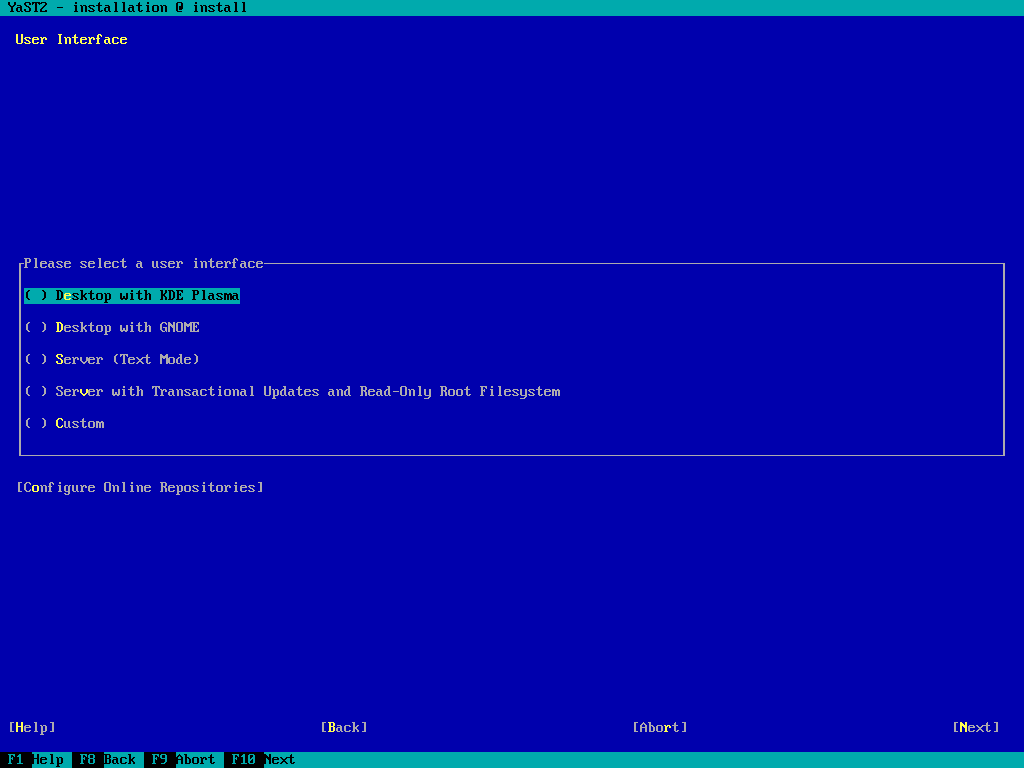 YaST2 - installation @ install
User Interface
Please select a user interface
( ) Desktop with KDE Plasma
( ) Desktop with GNOME
( ) Server (Text Mode)
( ) Server with Transactional Updates and Read-Only Root Filesystem
( ) Custom
[Configure Online Repositories]
[Help] [Back] [Abort] [Next]
F1 Help F8 Back F9 Abort F10 Next